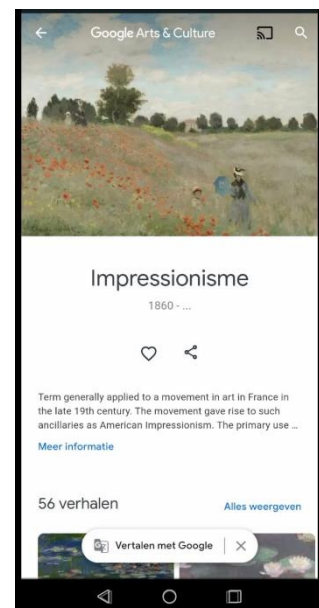 Google Arts & Culture
Impressionisme
1860 - ...
Term generally applied to a movement in art in France in
the late 19th century. The movement gave rise to such
ancillaries as American Impressionism. The primary use ...
Meer informatie
56 verhalen
Alles weergeven
Vertalen met Google